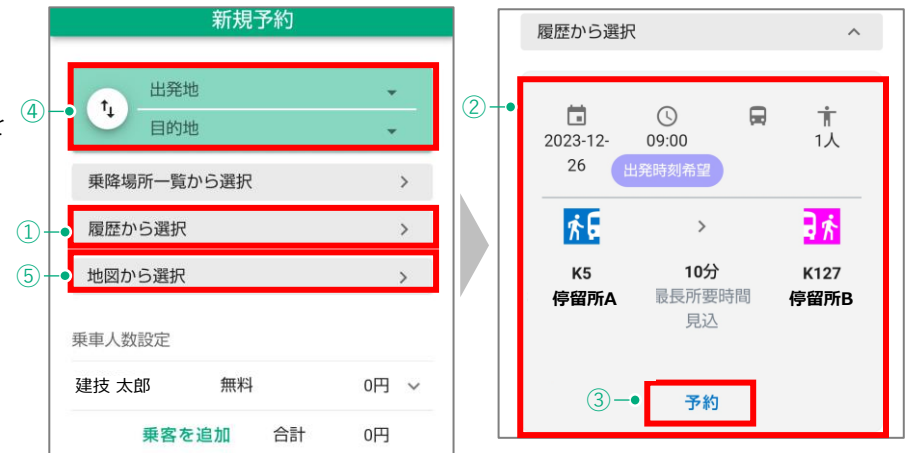 新規予約
④
出発地
目的地
て
乗降場所一覧から選択
①
履歴から選択
⑤
地図から選択
乗車人数設定
建技 太郎 無料 0円
乗客を追加 合計 0円
履歴から選択
②
2023-12-26 09:00 1人
出発時刻希望
K5 10分 K127
停留所A 最長所要時間 停留所B
見込
③
予約